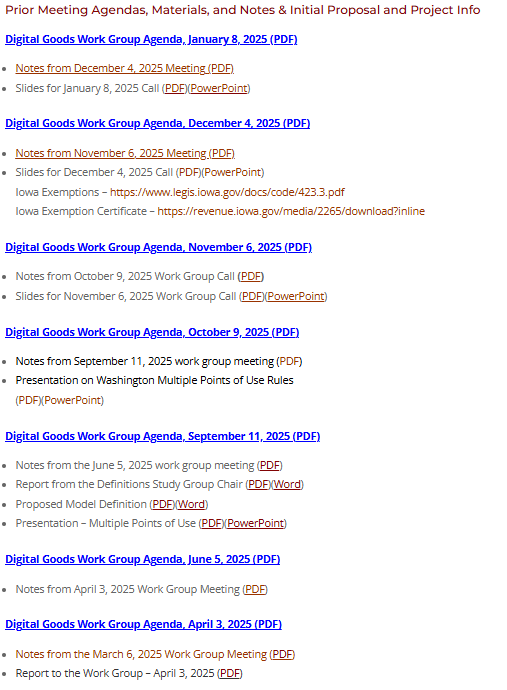 Prior Meeting Agendas, Materials, and Notes & Initial Proposal and Project Info
Digital Goods Work Group Agenda, January 8, 2025 (PDF)
Notes from December 4, 2025 Meeting (PDF)
Slides for January 8, 2025 Call (PDF)(PowerPoint)
Digital Goods Work Group Agenda, December 4, 2025 (PDF)
Notes from November 6, 2025 Meeting (PDF)
Slides for December 4, 2025 Call (PDF)(PowerPoint)
Iowa Exemptions – https://www.legis.iowa.gov/docs/code/423.3.pdf
Iowa Exemption Certificate – https://revenue.iowa.gov/media/2265/download?inline
Digital Goods Work Group Agenda, November 6, 2025 (PDF)
Notes from October 9, 2025 Work Group Call (PDF)
Slides for November 6, 2025 Work Group Call (PDF)(PowerPoint)
Digital Goods Work Group Agenda, October 9, 2025 (PDF)
Notes from September 11, 2025 work group meeting (PDF)
Presentation on Washington Multiple Points of Use Rules
(PDF)(PowerPoint)
Digital Goods Work Group Agenda, September 11, 2025 (PDF)
Notes from the June 5, 2025 work group meeting (PDF)
Report from the Definitions Study Group Chair (PDF)(Word)
Proposed Model Definition (PDF)(Word)
Presentation – Multiple Points of Use (PDF)(PowerPoint)
Digital Goods Work Group Agenda, June 5, 2025 (PDF)
Notes from April 3, 2025 Work Group Meeting (PDF)
Digital Goods Work Group Agenda, April 3, 2025 (PDF)
Notes from the March 6, 2025 Work Group Meeting (PDF)
Report to the Work Group – April 3, 2025 (PDF)